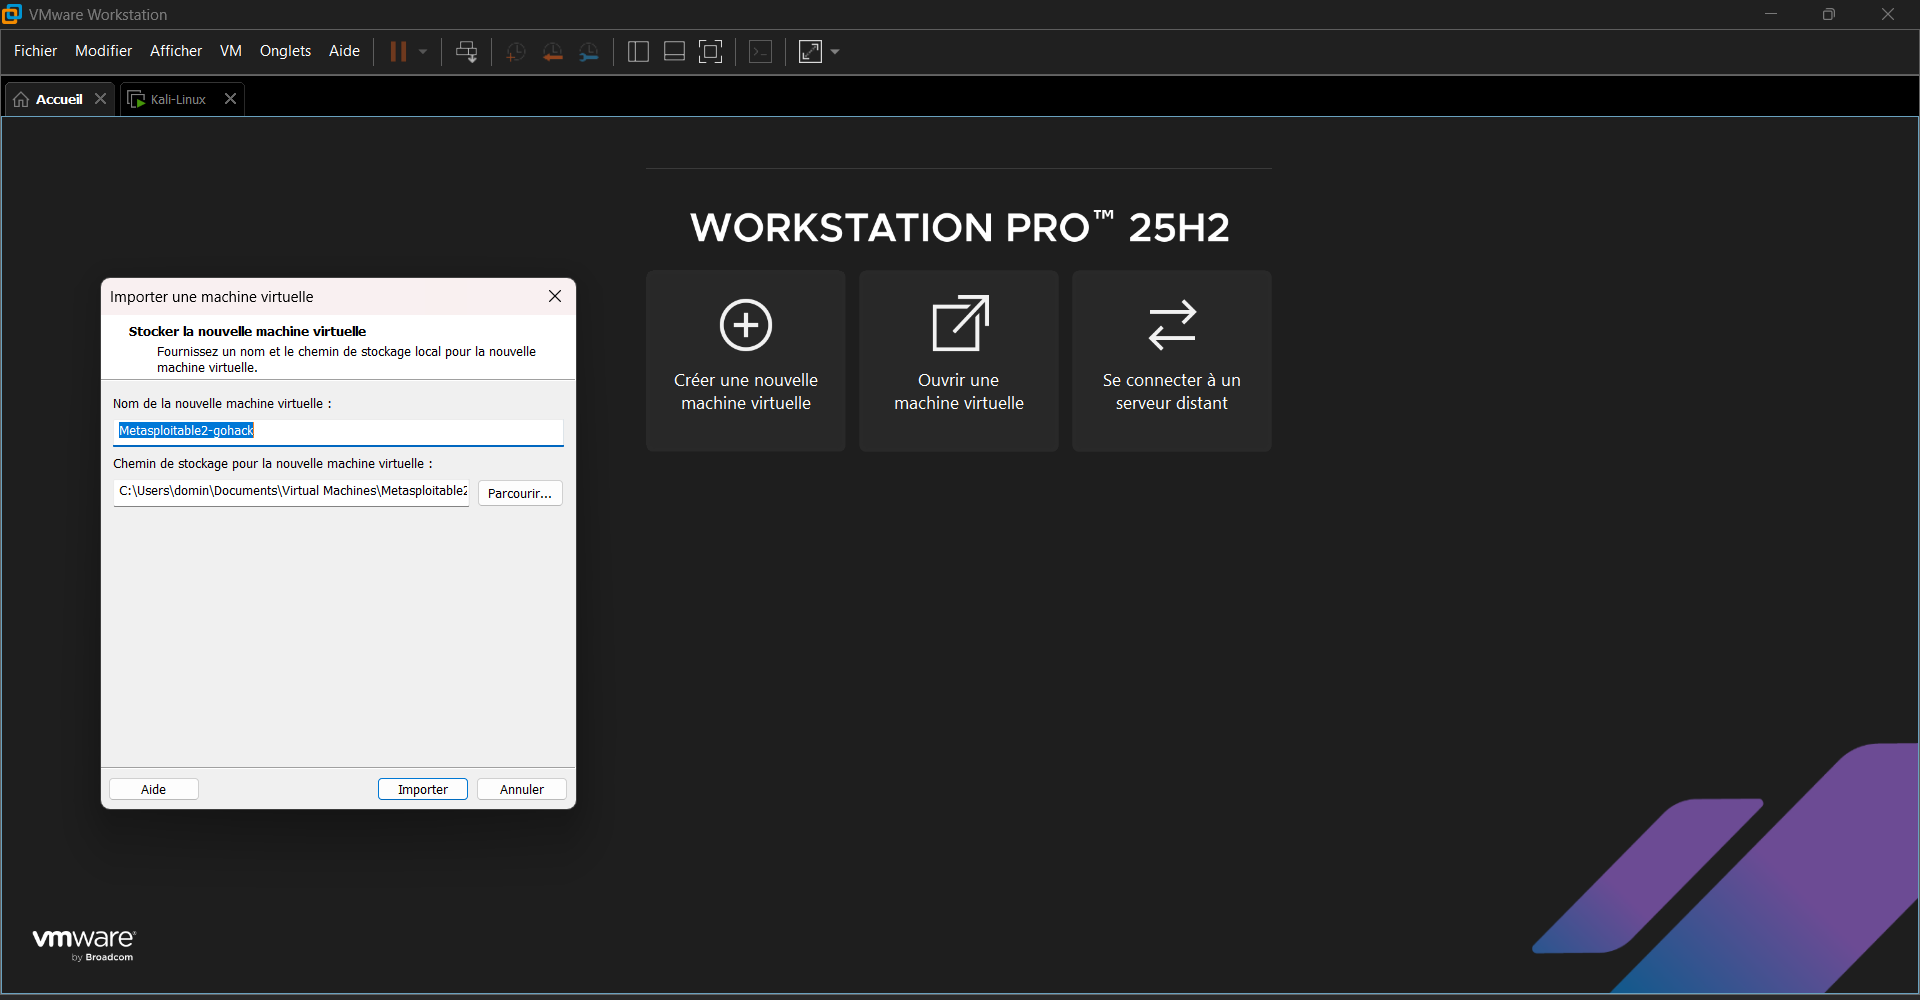 VMware Workstation
Fichier Modifier Afficher VM Onglets Aide
Accueil Kali-Linux
WORKSTATION PRO™ 25H2
Créer une nouvelle
machine virtuelle
Ouvrir une
machine virtuelle
Se connecter à un
serveur distant
Importer une machine virtuelle
Stocker la nouvelle machine virtuelle
Fournissez un nom et le chemin de stockage local pour la nouvelle
machine virtuelle.
Nom de la nouvelle machine virtuelle :
Metasploitable2-gohack
Chemin de stockage pour la nouvelle machine virtuelle :
C:\Users\domin\Documents\Virtual Machines\Metasploitable2
Parcourir...
Aide Importer Annuler
vmware®
by Broadcom